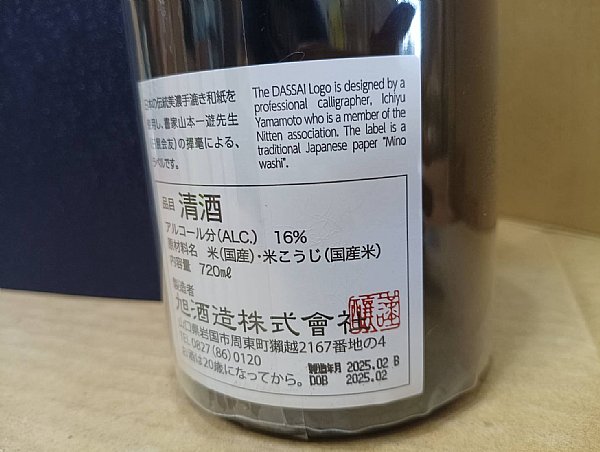 日本の伝統美濃手漉き和紙を
使用し、書家山本一遊先生
の揮毫による、
ラベルです。
The DASSAI Logo is designed by a
professional calligrapher, Ichiyu
Yamamoto who is a member of the
Nitten association. The label is a
traditional Japanese paper "Mino
washi".
品目 清酒
アルコール分(ALC.) 16%
原材料名 米(国産)・米こうじ(国産米)
内容量 720mℓ
製造者
旭酒造株式會社
山口県岩国市周東町獺越2167番地の4
TEL 0827(86)0120
お酒は20歳になってから。
製造年月 2025.02 B
DOB 2025.02